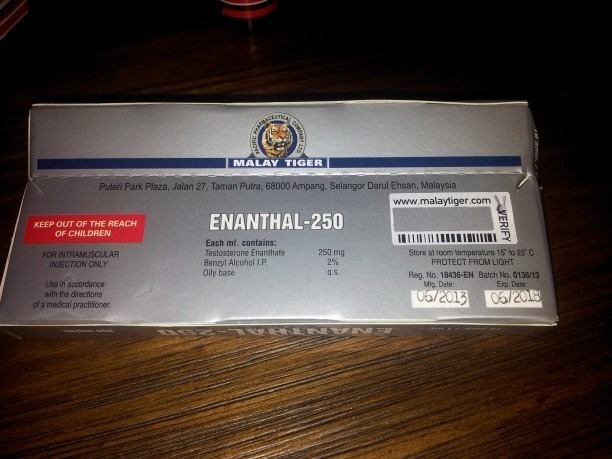 PACIFIC PHARMACEUTICAL COMPANY LTD.
MALAY TIGER
Puteri Park Plaza, Jalan 27, Taman Putra, 68000 Ampang, Selangor Darul Ehsan, Malaysia
KEEP OUT OF THE REACH
OF CHILDREN
FOR INTRAMUSCULAR
INJECTION ONLY
Use in accordance
with the directions
of a medical practitioner.
ENANTHAL-250
Each ml. contains:
Testosterone Enanthate 250 mg
Benzyl Alcohol I.P. 2%
Oily base q.s.
www.malaytiger.com
VERIFY
Store at room temperature 15° to 25° C
PROTECT FROM LIGHT
Reg. No. 18436-EN Batch No. 0136/13
Mfg. Date: Exp. Date:
06/2013 06/2018
ENANTHAL-250